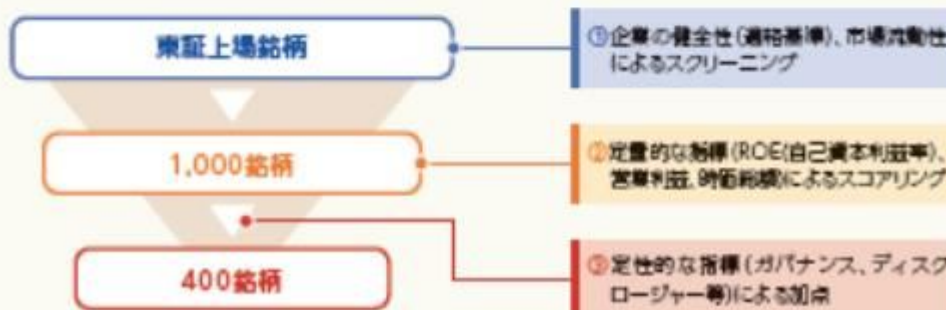 東証上場銘柄
①企業の健全性(適格基準)、市場流動性
によるスクリーニング
1,000銘柄
②定量的な指標(ROE(自己資本利益率)、
営業利益、時価総額)によるスコアリング
400銘柄
③定性的な指標(ガバナンス、ディスク
ロージャー等)による加点